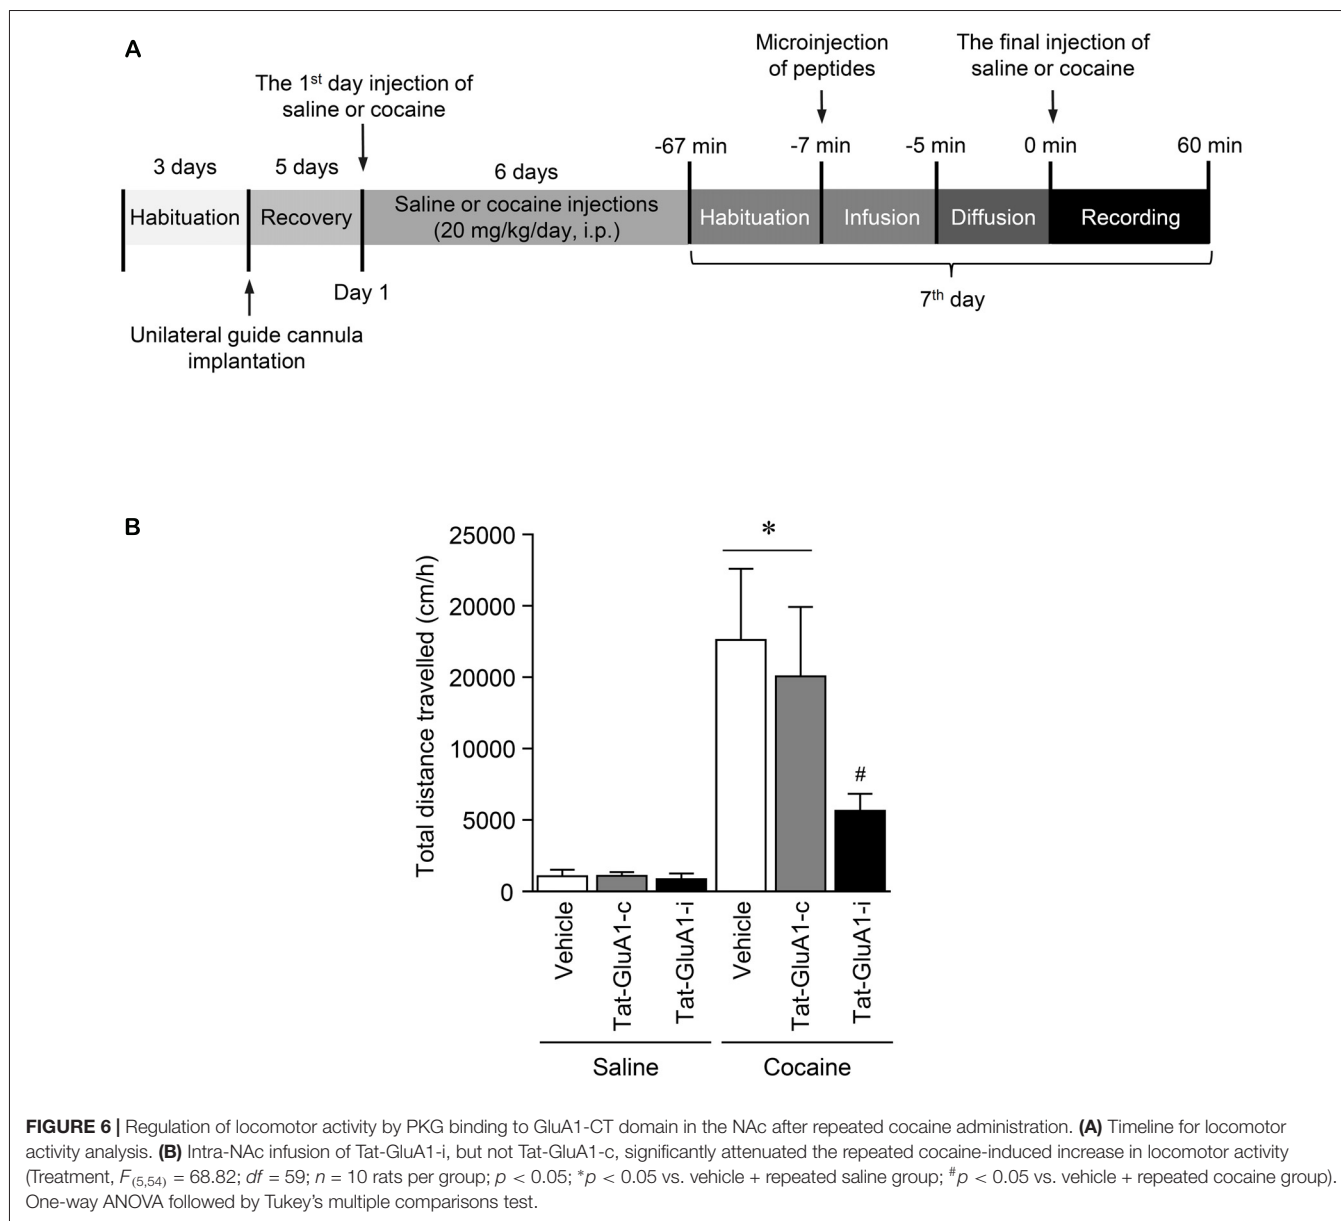 A
Microinjection
of peptides
The final injection of
saline or cocaine
The 1st day injection of
saline or cocaine
-67 min
-7 min
-5 min
0 min
60 min
3 days
5 days
6 days
Habituation
Recovery
Saline or cocaine injections
(20 mg/kg/day, i.p.)
Habituation
Infusion
Diffusion
Recording
Day 1
7th day
Unilateral guide cannula
implantation
B
Total distance travelled (cm/h)
25000
20000
20000
10000
5000
0
*
#
Vehicle
Tat-GluA1-c
Tat-GluA1-i
Vehicle
Tat-GluA1-c
Tat-GluA1-i
Saline
Cocaine
FIGURE 6 | Regulation of locomotor activity by PKG binding to GluA1-CT domain in the NAc after repeated cocaine administration. (A) Timeline for locomotor
activity analysis. (B) Intra-NAc infusion of Tat-GluA1-i, but not Tat-GluA1-c, significantly attenuated the repeated cocaine-induced increase in locomotor activity
(Treatment, F(5,54) = 68.82; df = 59; n = 10 rats per group; p < 0.05; *p < 0.05 vs. vehicle + repeated saline group; #p < 0.05 vs. vehicle + repeated cocaine group).
One-way ANOVA followed by Tukey's multiple comparisons test.